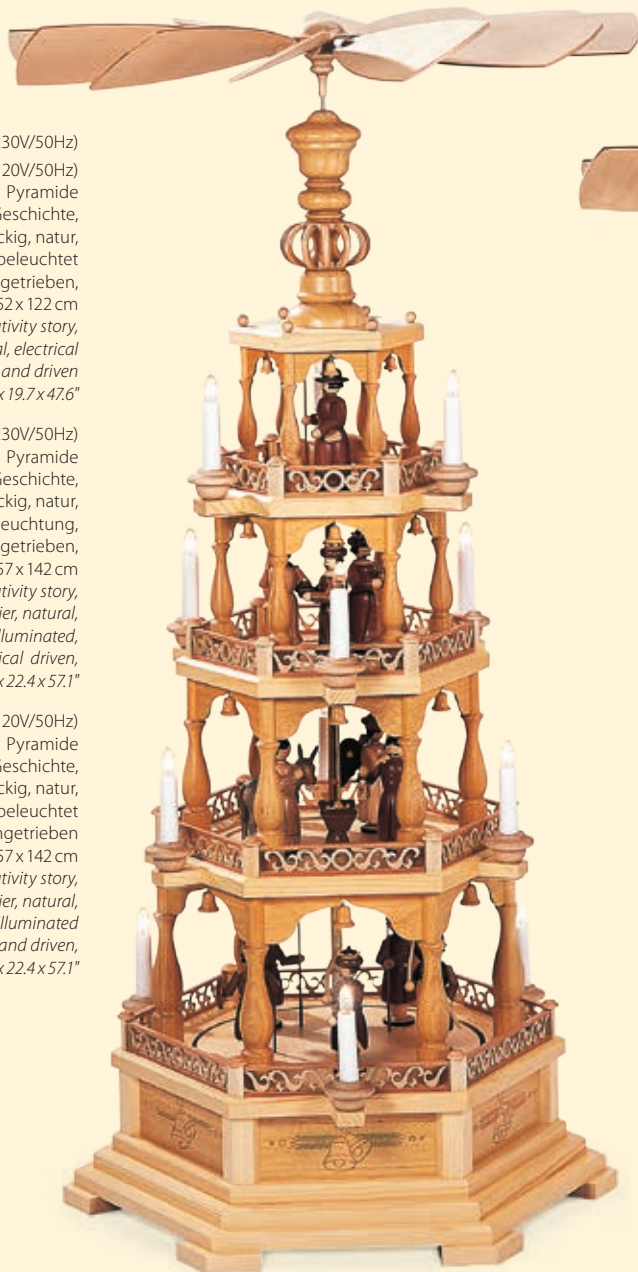 30V/50Hz)
20V/50Hz)
Pyramide
Geschichte,
ckig, natur,
beleuchtet
getrieben,
52 x 122 cm
tivity story,
al, electrical
and driven
x 19.7 x 47.6"
30V/50Hz)
Pyramide
Geschichte,
ckig, natur,
euchtung,
getrieben,
57 x 142 cm
tivity story,
ier, natural,
lluminated,
ical driven,
x 22.4 x 57.1"
20V/50Hz)
Pyramide
Geschichte,
ckig, natur,
beleuchtet
ngetrieben
57 x 142 cm
tivity story,
ier, natural,
lluminated
and driven,
x 22.4 x 57.1"